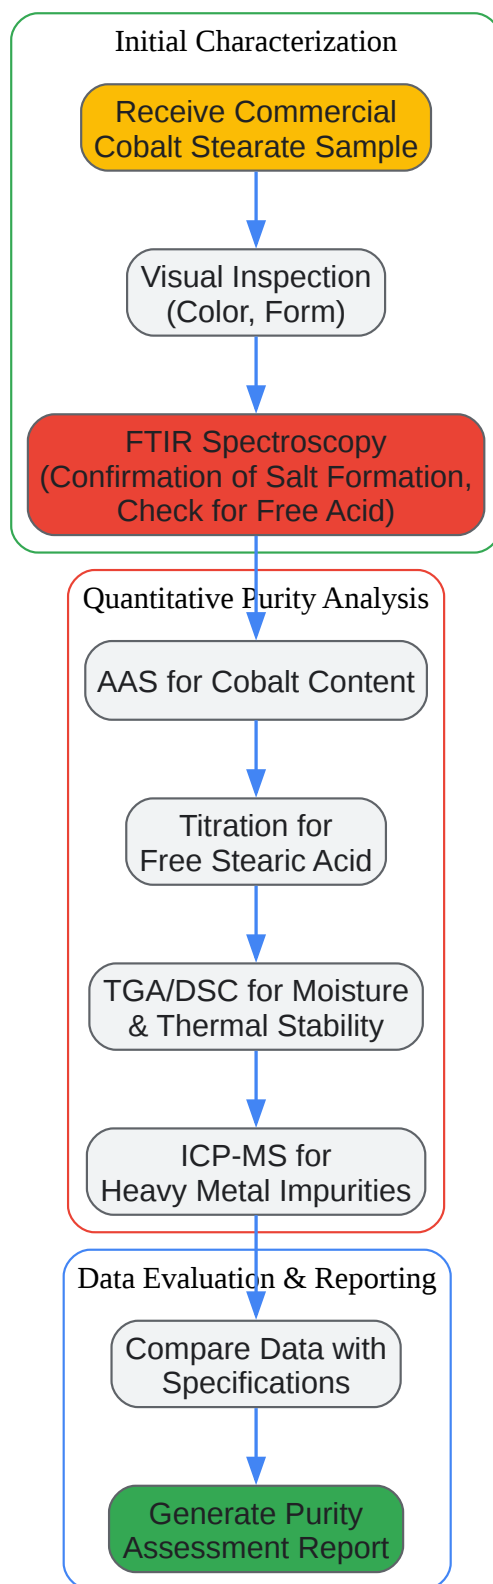 Initial Characterization
Receive Commercial
Cobalt Stearate Sample
Visual Inspection
(Color, Form)
FTIR Spectroscopy
(Confirmation of Salt Formation,
Check for Free Acid)
Quantitative Purity Analysis
AAS for Cobalt Content
Titration for
Free Stearic Acid
TGA/DSC for Moisture
& Thermal Stability
ICP-MS for
Heavy Metal Impurities
Data Evaluation & Reporting
Compare Data with
Specifications
Generate Purity
Assessment Report